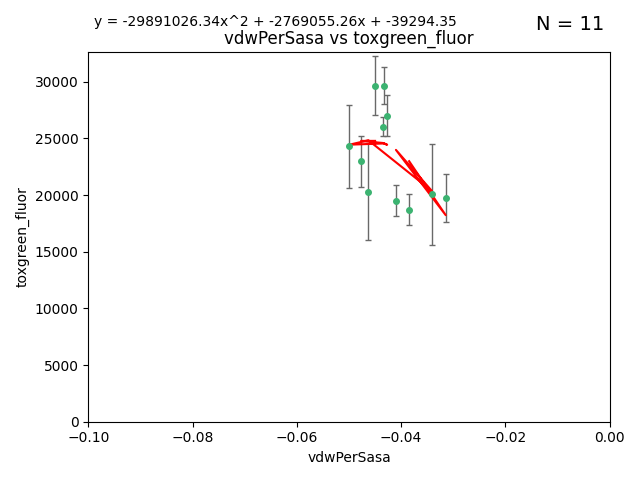 y = -29891026.34x^2 + -2769055.26x + -39294.35
N = 11
vdwPerSasa vs toxgreen_fluor
30000
25000
20000
15000
10000
5000
0
toxgreen_fluor
−0.10
−0.08
−0.06
−0.04
−0.02
0.00
vdwPerSasa